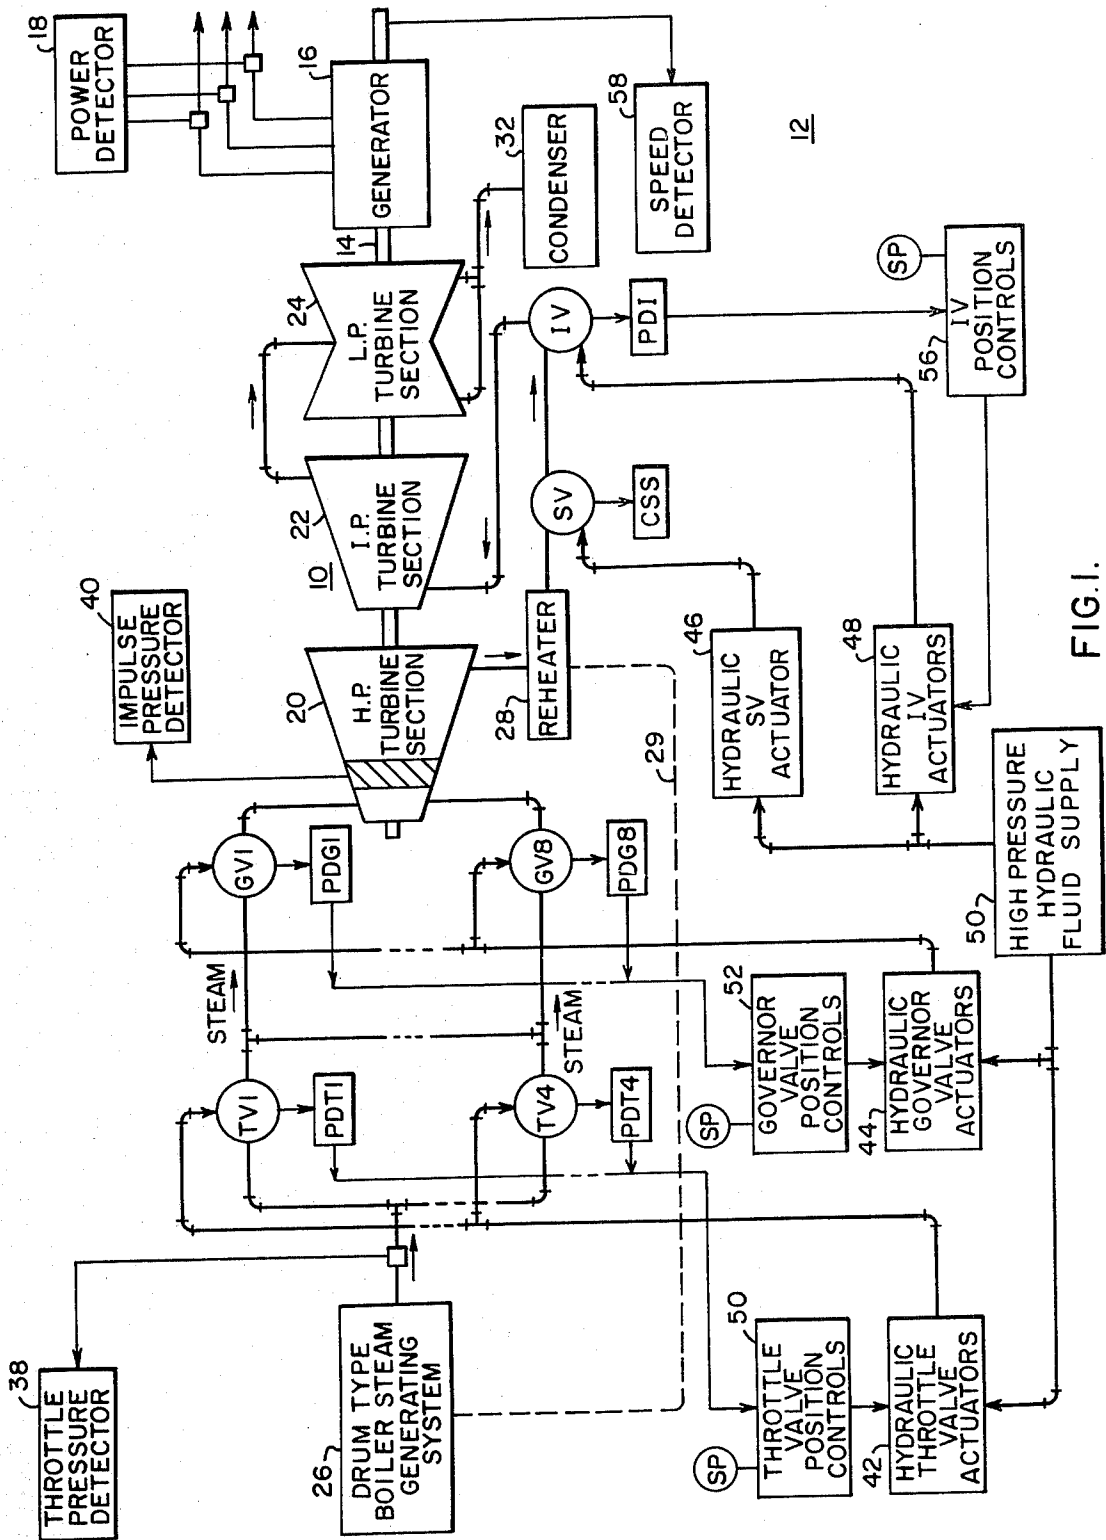 18
POWER
DETECTOR
16
GENERATOR
14
58
SPEED
DETECTOR
12
32
CONDENSER
24
L.P.
TURBINE
SECTION
22
I.P.
TURBINE
SECTION
10
IV
PDI
SP
56
IV
POSITION
CONTROLS
SV
CSS
40
IMPULSE
PRESSURE
DETECTOR
20
H.P.
TURBINE
SECTION
28
REHEATER
29
46
HYDRAULIC
SV
ACTUATOR
48
HYDRAULIC
IV
ACTUATORS
GV1
PDG1
GV8
PDG8
STEAM
STEAM
TV1
PDT1
TV4
PDT4
50
HIGH PRESSURE
HYDRAULIC
FLUID SUPPLY
52
SP
GOVERNOR
VALVE
POSITION
CONTROLS
44
HYDRAULIC
GOVERNOR
VALVE
ACTUATORS
38
THROTTLE
PRESSURE
DETECTOR
26
DRUM TYPE
BOILER STEAM
GENERATING
SYSTEM
50
SP
THROTTLE
VALVE
POSITION
CONTROLS
42
HYDRAULIC
THROTTLE
VALVE
ACTUATORS
FIG.1.